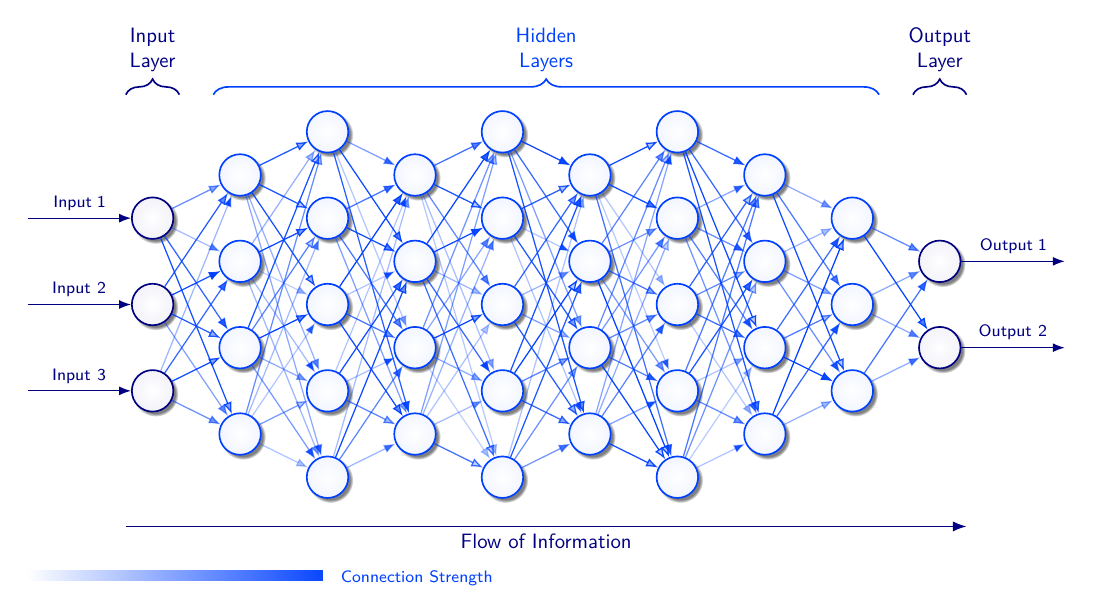 Input
Layer
Hidden
Layers
Output
Layer
Input 1
Input 2
Input 3
Output 1
Output 2
Flow of Information
Connection Strength